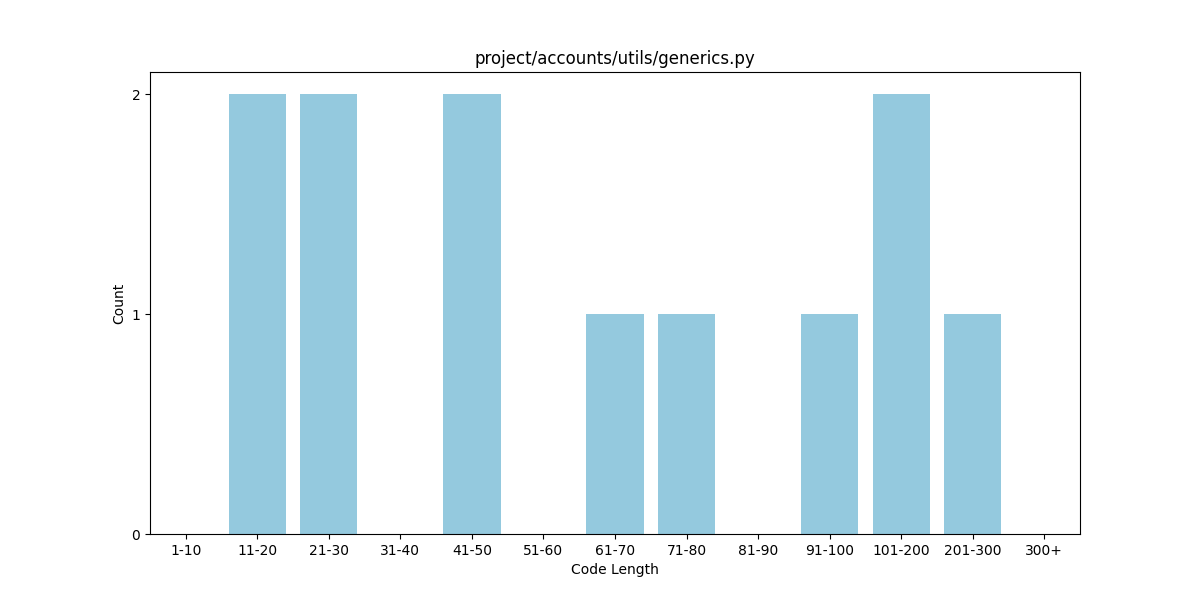 project/accounts/utils/generics.py
Count
2
1
0
1-10 11-20 21-30 31-40 41-50 51-60 61-70 71-80 81-90 91-100 101-200 201-300 300+
Code Length